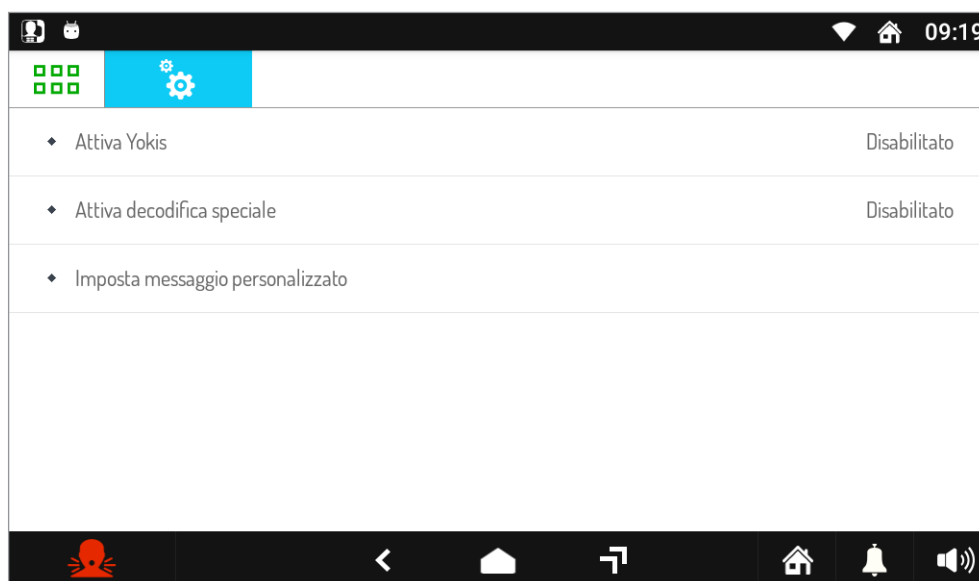 09:19
Attiva Yokis
Disabilitato
Attiva decodifica speciale
Disabilitato
Imposta messaggio personalizzato